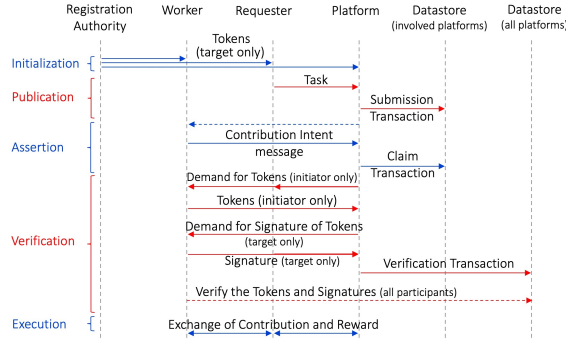 Registration Authority
Worker
Requester
Platform
Datastore
(involved platforms)
Datastore
(all platforms)
Initialization
Tokens
(target only)
Publication
Task
Submission
Transaction
Assertion
Contribution Intent
message
Claim
Transaction
Verification
Demand for Tokens (initiator only)
Tokens (initiator only)
Demand for Signature of Tokens
(target only)
Signature (target only)
Verification Transaction
Verify the Tokens and Signatures (all participants)
Execution
Exchange of Contribution and Reward